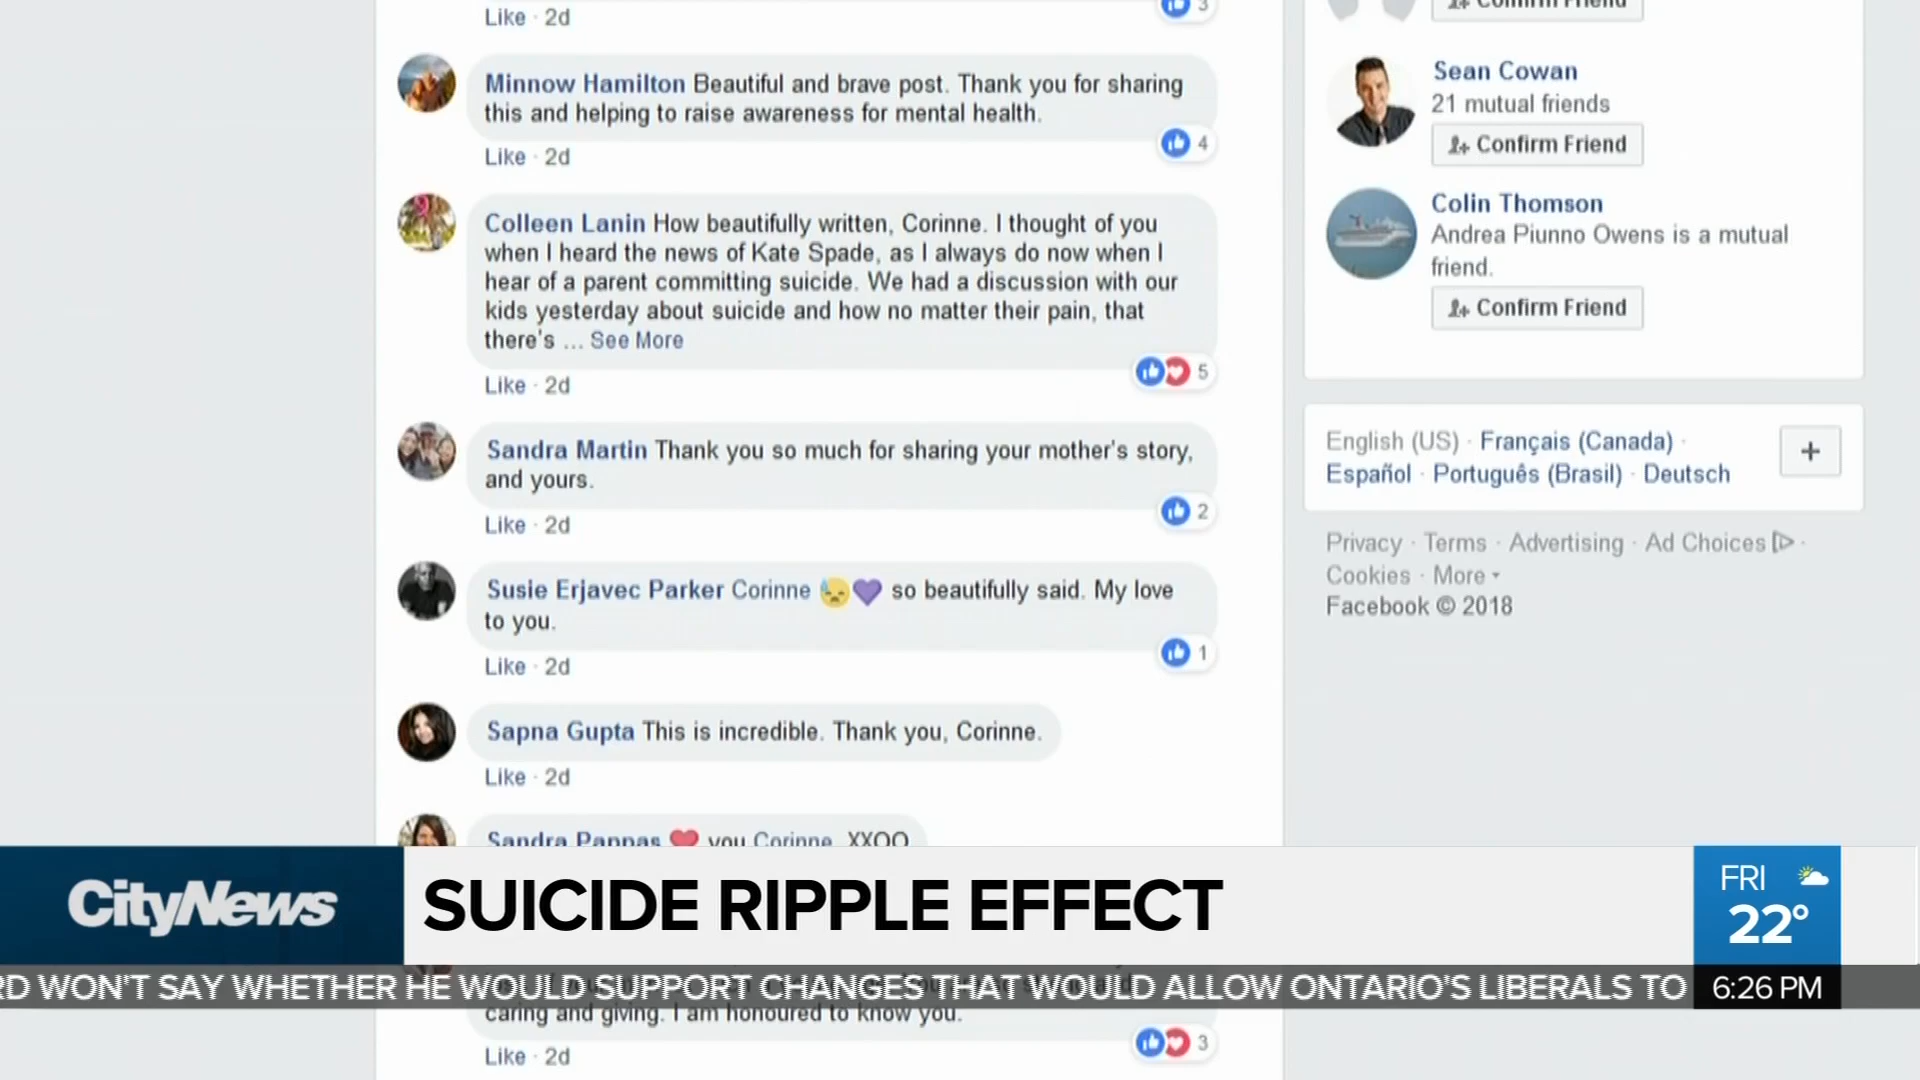 Like · 2d
3
Minnow Hamilton Beautiful and brave post. Thank you for sharing
this and helping to raise awareness for mental health.
4
Like · 2d
Colleen Lanin How beautifully written, Corinne. I thought of you
when I heard the news of Kate Spade, as I always do now when I
hear of a parent committing suicide. We had a discussion with our
kids yesterday about suicide and how no matter their pain, that
there's ... See More
5
Like · 2d
Sandra Martin Thank you so much for sharing your mother's story,
and yours.
2
Like · 2d
Susie Erjavec Parker Corinne 😓💜 so beautifully said. My love
to you.
1
Like · 2d
Sapna Gupta This is incredible. Thank you, Corinne.
Like · 2d
Sandra Pappas ❤️ you Corinne. XXOO
caring and giving. I am honoured to know you.
3
Like · 2d
Confirm Friend
Sean Cowan
21 mutual friends
Confirm Friend
Colin Thomson
Andrea Piunno Owens is a mutual
friend.
Confirm Friend
English (US) · Français (Canada) ·
Español · Português (Brasil) · Deutsch
+
Privacy · Terms · Advertising · Ad Choices ·
Cookies · More
Facebook © 2018
CityNews
SUICIDE RIPPLE EFFECT
FRI
22°
RD WON'T SAY WHETHER HE WOULD SUPPORT CHANGES THAT WOULD ALLOW ONTARIO'S LIBERALS TO
6:26 PM